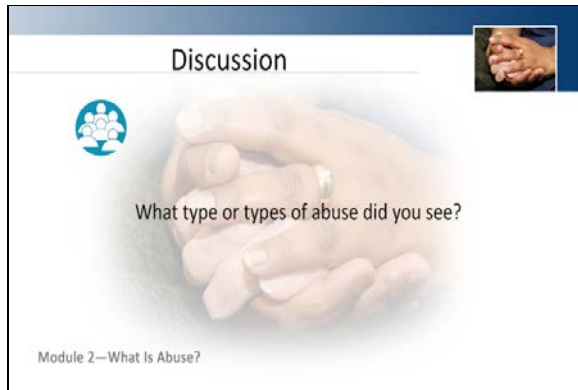 Discussion
What type or types of abuse did you see?
Module 2—What Is Abuse?